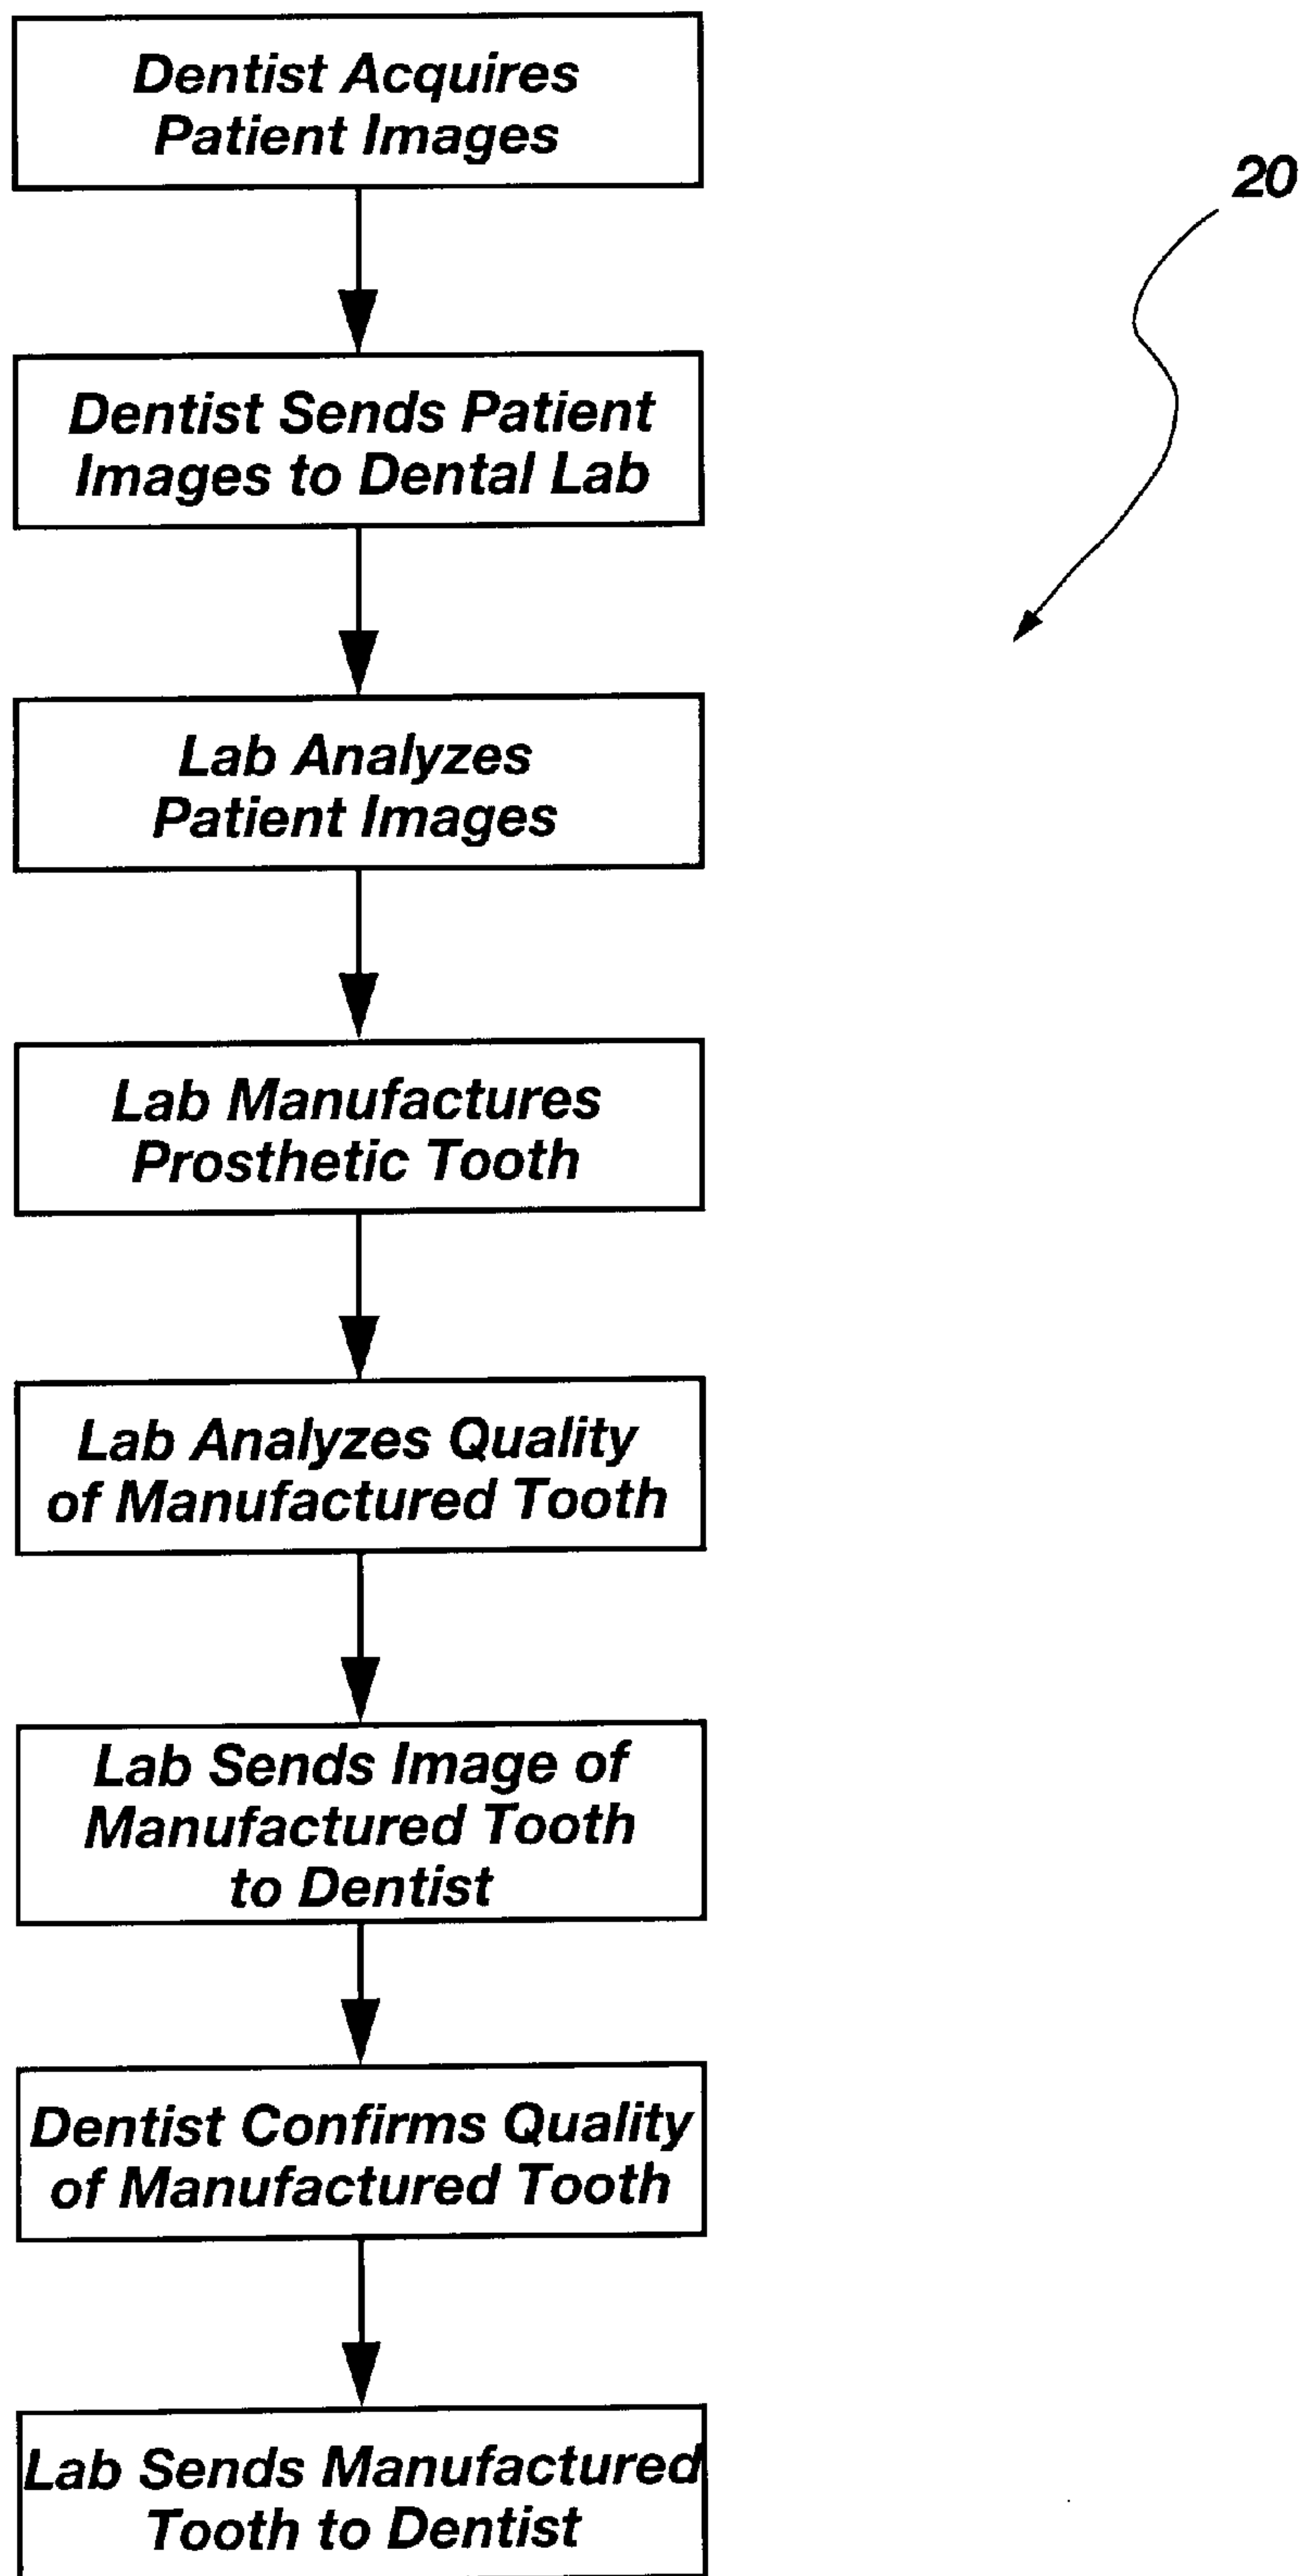 Dentist Acquires
Patient Images
20
Dentist Sends Patient
Images to Dental Lab
Lab Analyzes
Patient Images
Lab Manufactures
Prosthetic Tooth
Lab Analyzes Quality
of Manufactured Tooth
Lab Sends Image of
Manufactured Tooth
to Dentist
Dentist Confirms Quality
of Manufactured Tooth
Lab Sends Manufactured
Tooth to Dentist